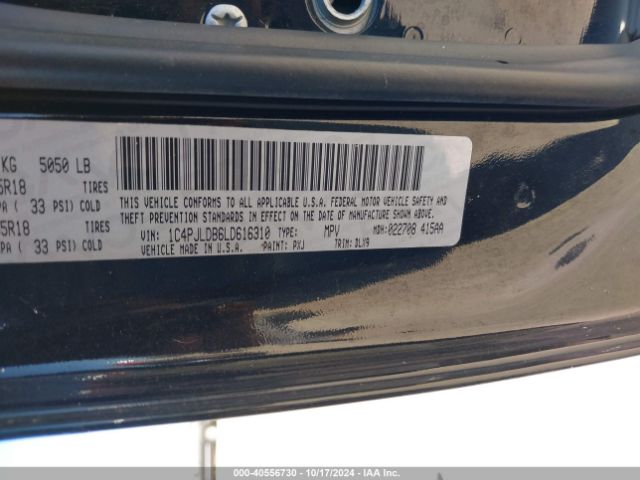 KG 5050 LB
5R18 TIRES
PA ( 33 PSI) COLD
5R18 TIRES
PA ( 33 PSI) COLD
THIS VEHICLE CONFORMS TO ALL APPLICABLE U.S.A. FEDERAL MOTOR VEHICLE SAFETY AND
THEFT PREVENTION STANDARDS IN EFFECT ON THE DATE OF MANUFACTURE SHOWN ABOVE.
VIN: 1C4PJLDB6LD616310 TYPE: MPV MDH: 022708 415AA
VEHICLE MADE IN U.S.A. PAINT: PXJ TRIM: DLX9
000-40556730 - 10/17/2024 - IAA Inc.